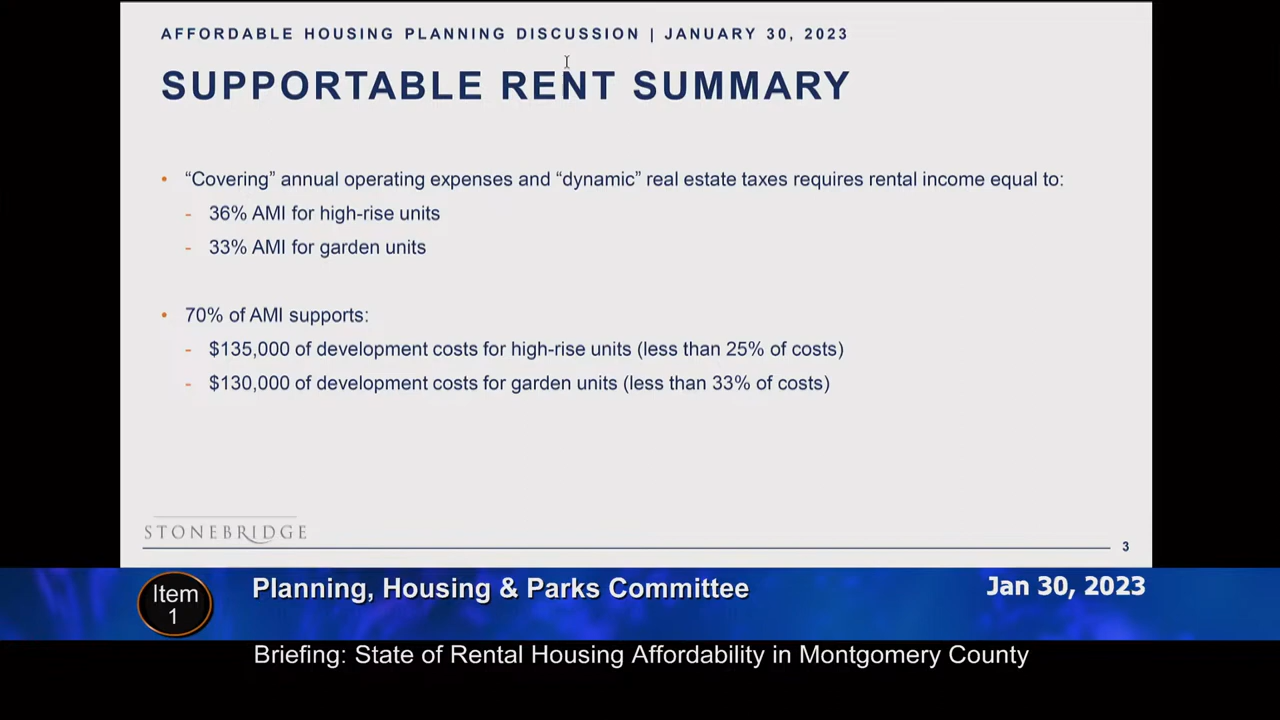 AFFORDABLE HOUSING PLANNING DISCUSSION | JANUARY 30, 2023
SUPPORTABLE RENT SUMMARY
• “Covering” annual operating expenses and “dynamic” real estate taxes requires rental income equal to:
- 36% AMI for high-rise units
- 33% AMI for garden units
• 70% of AMI supports:
- $135,000 of development costs for high-rise units (less than 25% of costs)
- $130,000 of development costs for garden units (less than 33% of costs)
STONEBRIDGE
3
Item
1
Planning, Housing & Parks Committee
Jan 30, 2023
Briefing: State of Rental Housing Affordability in Montgomery County